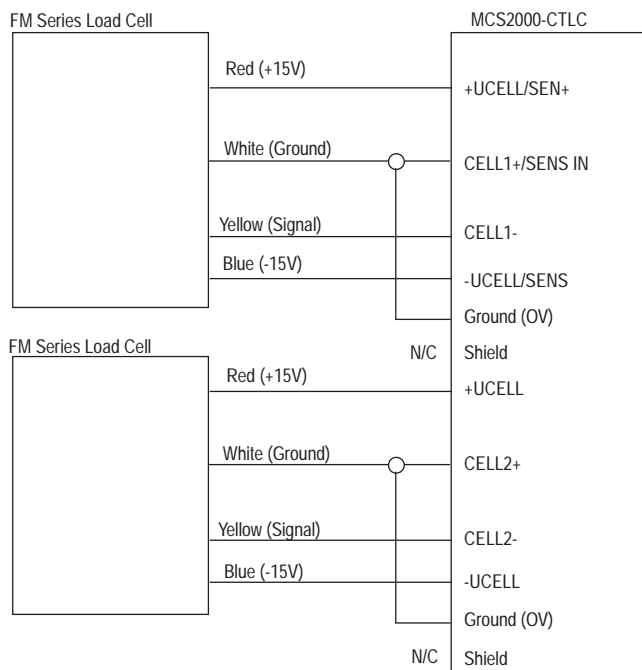 FM Series Load Cell
MCS2000-CTLC
Red (+15V)
+UCELL/SEN+
White (Ground)
CELL1+/SENS IN
Yellow (Signal)
CELL1-
Blue (-15V)
-UCELL/SENS
Ground (OV)
FM Series Load Cell
N/C Shield
Red (+15V)
+UCELL
White (Ground)
CELL2+
Yellow (Signal)
CELL2-
Blue (-15V)
-UCELL
Ground (OV)
N/C Shield